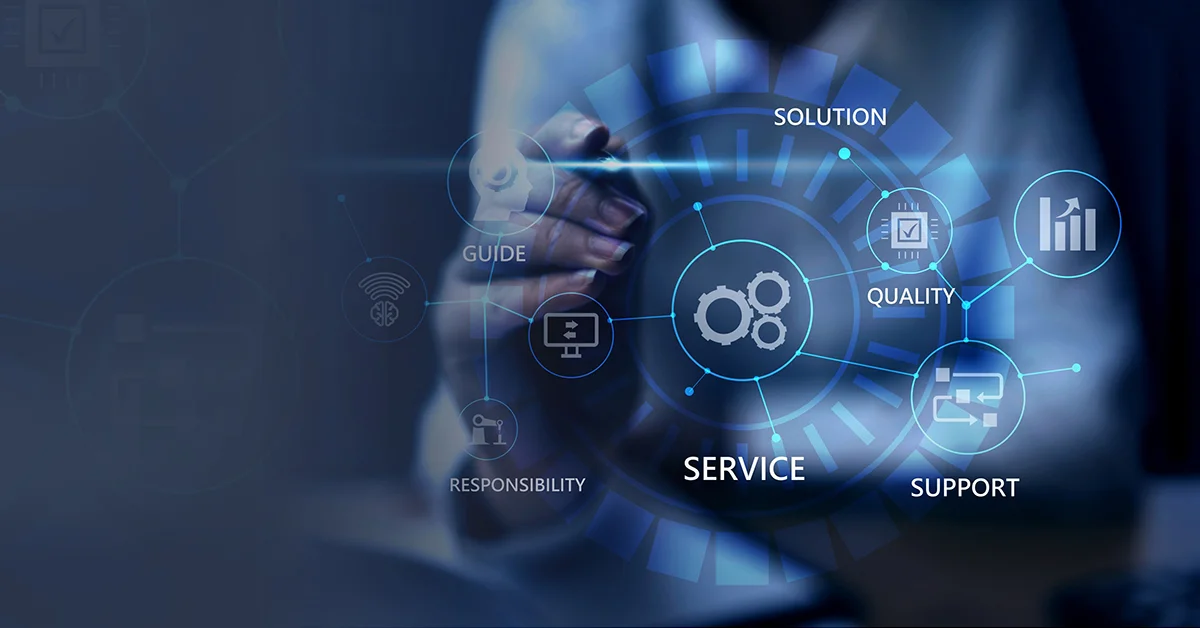 SOLUTION
GUIDE
QUALITY
SERVICE
RESPONSIBILITY
SUPPORT